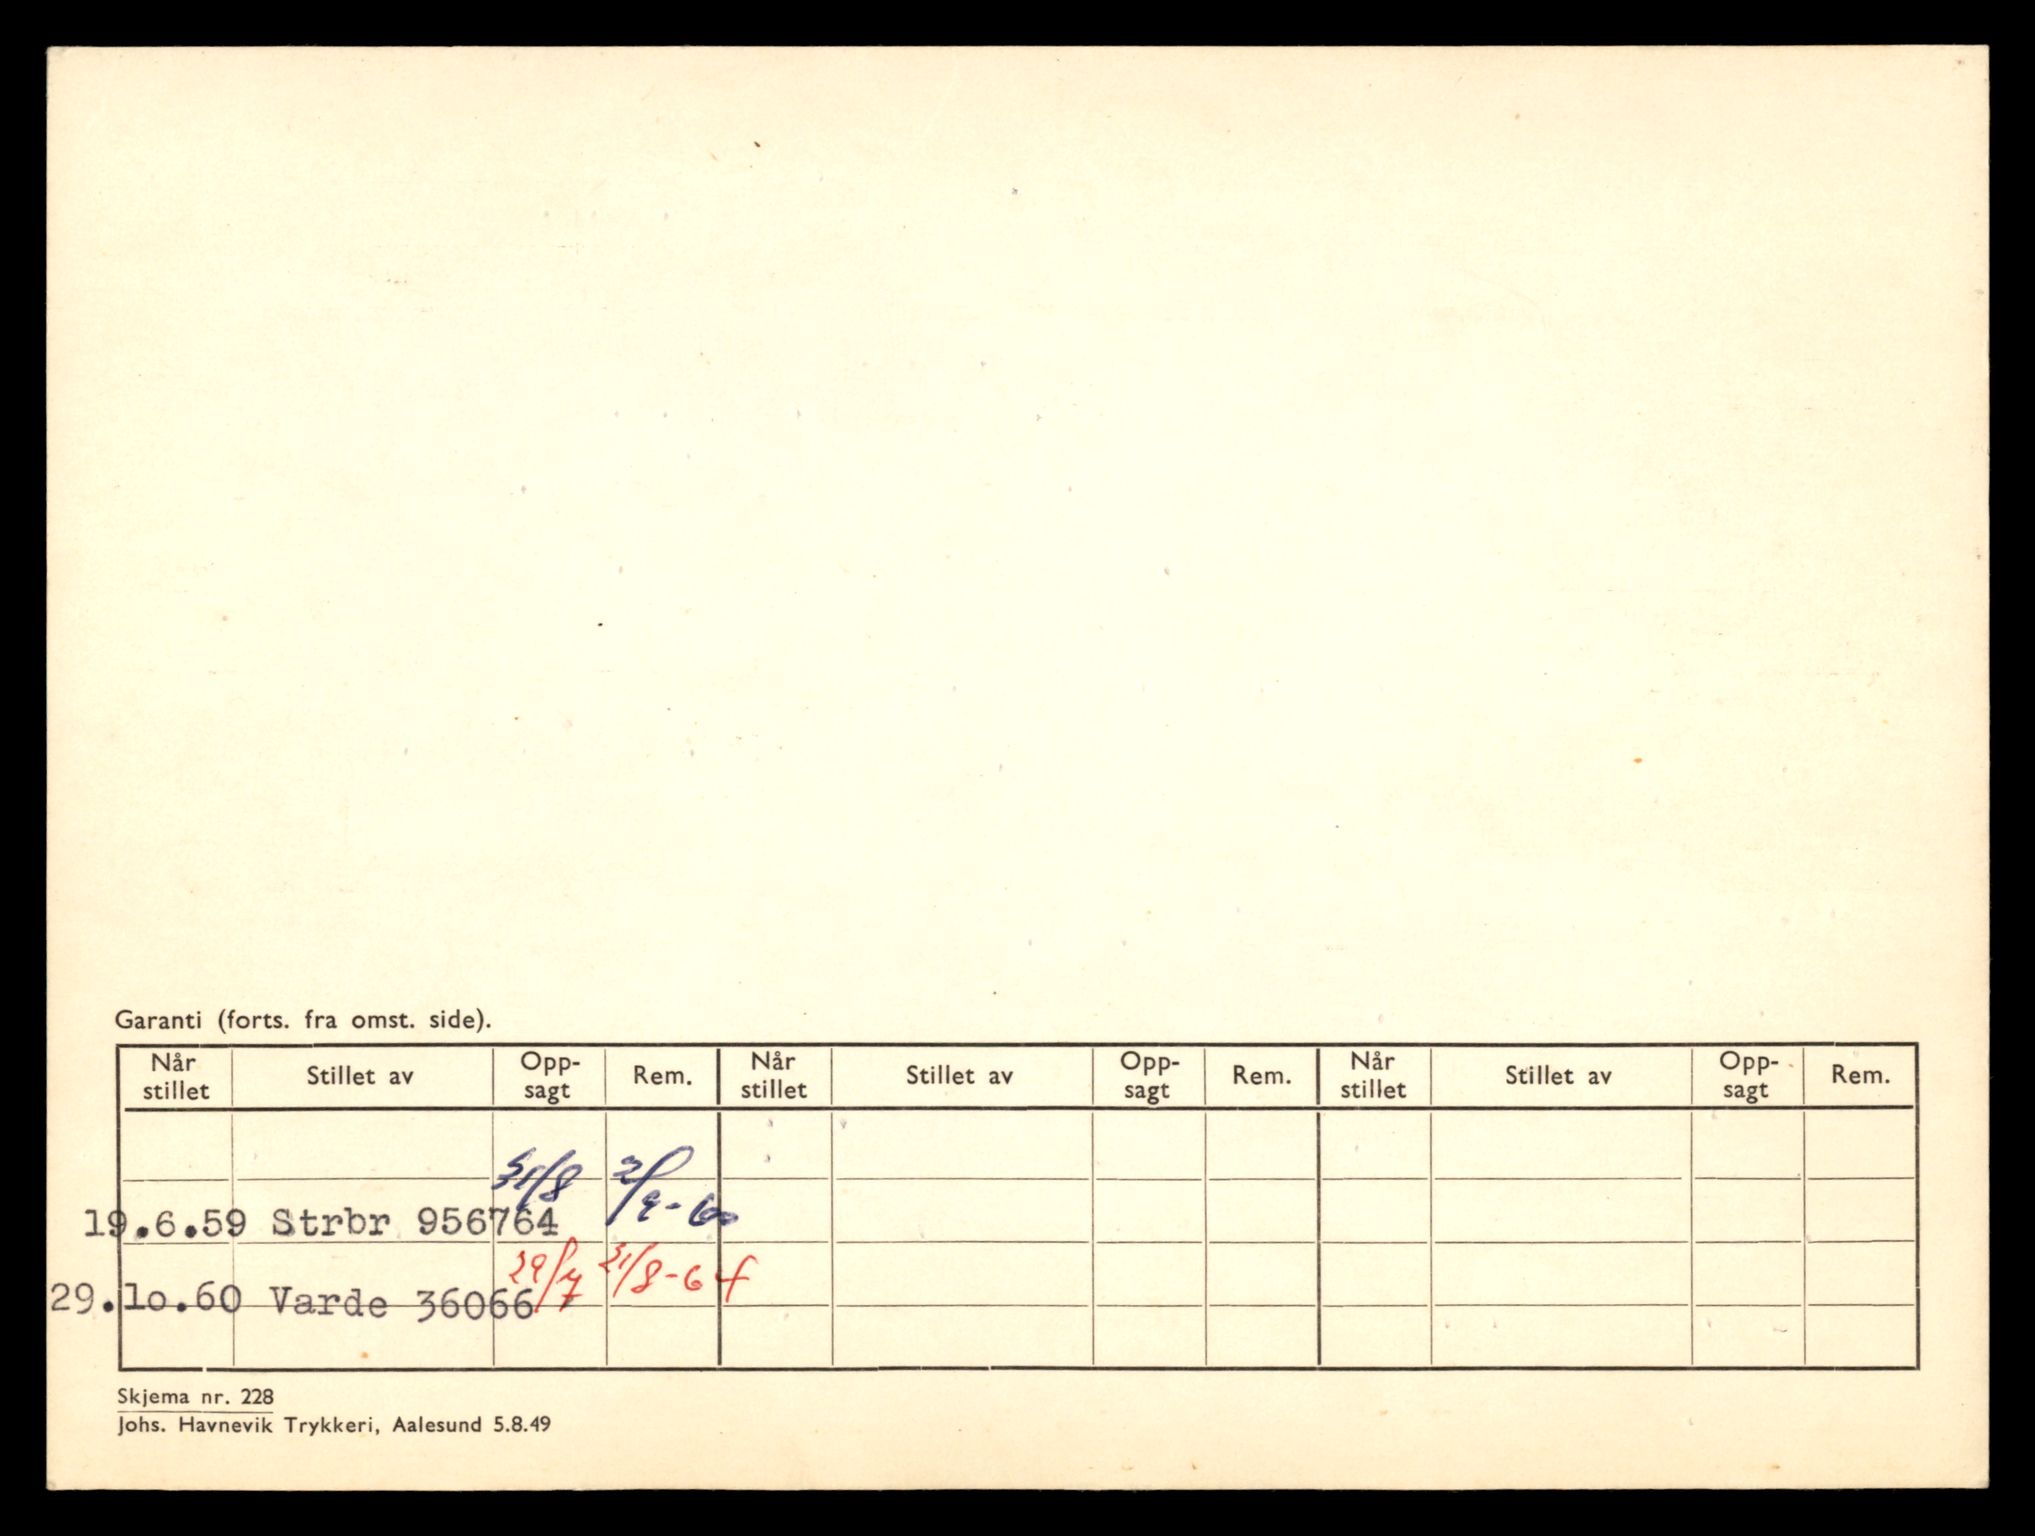 Garanti (forts. fra omst. side).
Når stillet Stillet av Opp- sagt Rem. Når stillet Stillet av Opp- sagt Rem. Når stillet Stillet av Opp- sagt Rem.
31/8 2/9-60
19.6.59 Strbr 956764
29/7 31/8-64
29.10.60 Varde 36066
Skjema nr. 228
Johs. Havnevik Trykkeri, Aalesund 5.8.49